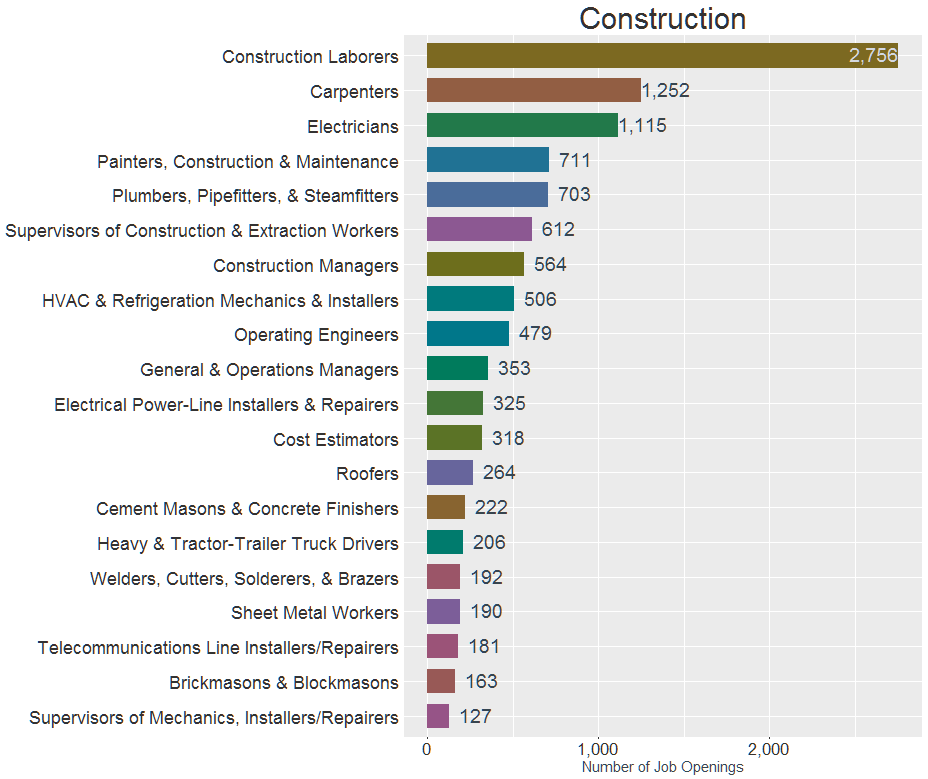 Construction
Construction Laborers 2,756
Carpenters 1,252
Electricians 1,115
Painters, Construction & Maintenance 711
Plumbers, Pipefitters, & Steamfitters 703
Supervisors of Construction & Extraction Workers 612
Construction Managers 564
HVAC & Refrigeration Mechanics & Installers 506
Operating Engineers 479
General & Operations Managers 353
Electrical Power-Line Installers & Repairers 325
Cost Estimators 318
Roofers 264
Cement Masons & Concrete Finishers 222
Heavy & Tractor-Trailer Truck Drivers 206
Welders, Cutters, Solderers, & Brazers 192
Sheet Metal Workers 190
Telecommunications Line Installers/Repairers 181
Brickmasons & Blockmasons 163
Supervisors of Mechanics, Installers/Repairers 127
0 1,000 2,000
Number of Job Openings